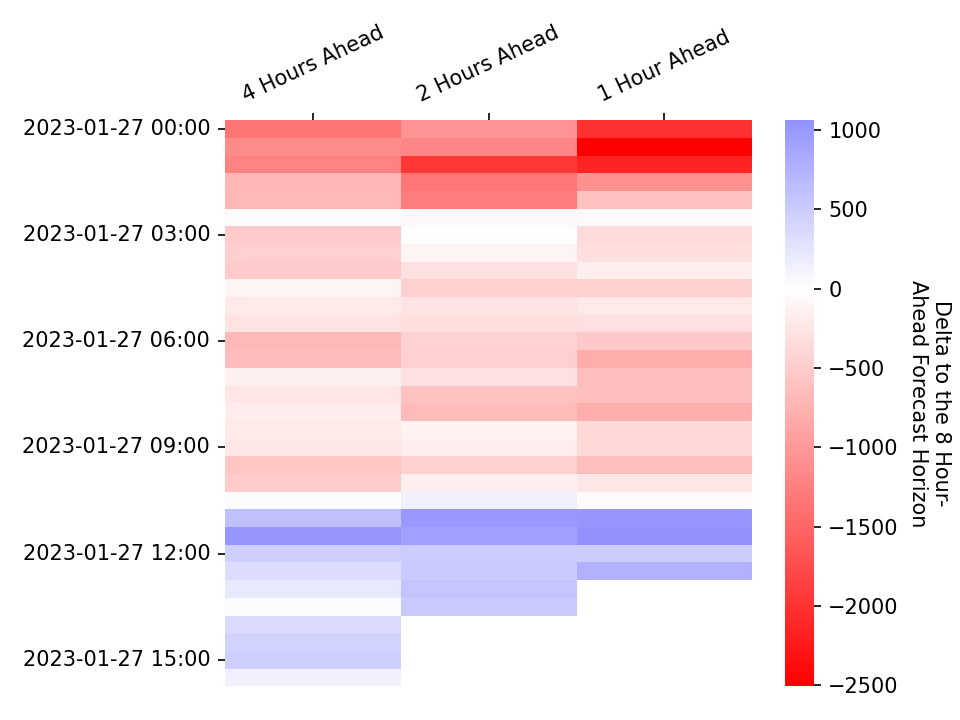 4 Hours Ahead
2 Hours Ahead
1 Hour Ahead
2023-01-27 00:00
2023-01-27 03:00
2023-01-27 06:00
2023-01-27 09:00
2023-01-27 12:00
2023-01-27 15:00
1000
500
0
−500
−1000
−1500
−2000
−2500
Delta to the 8 Hour-
Ahead Forecast Horizon